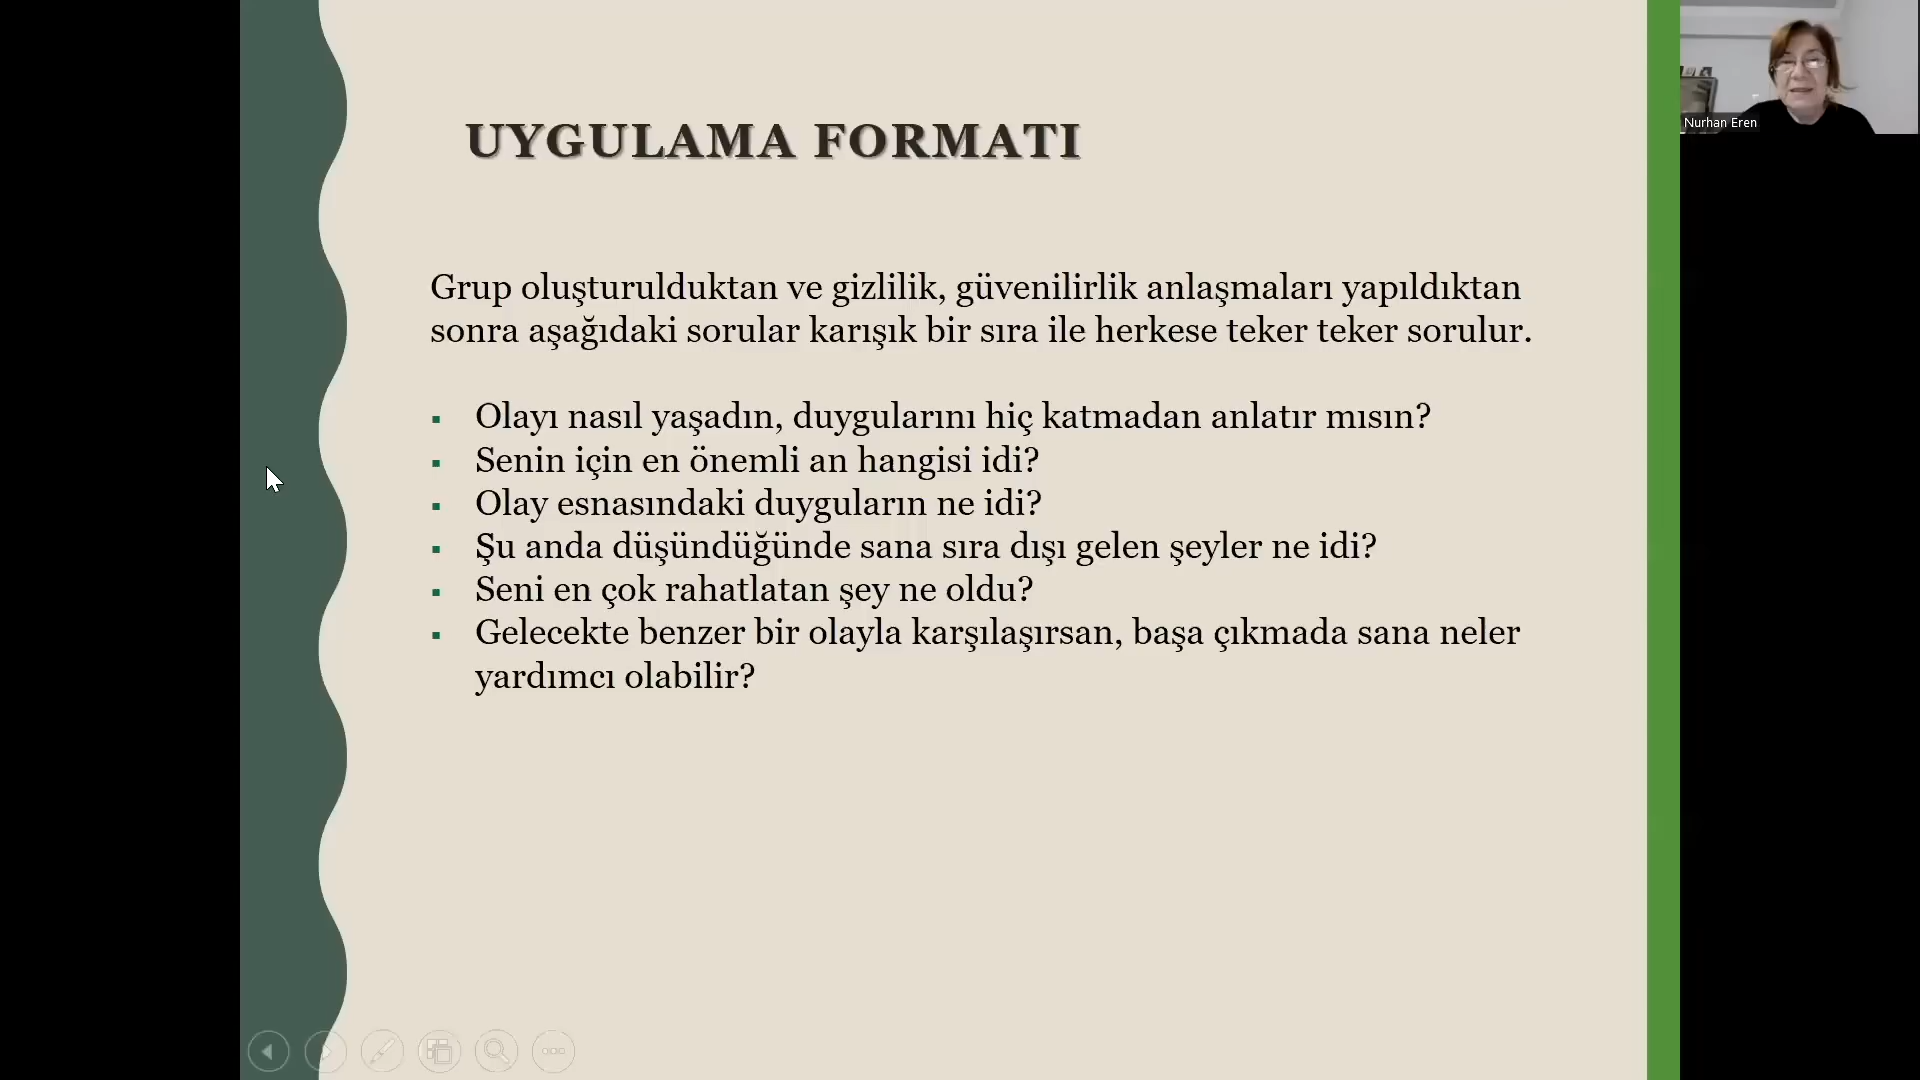 UYGULAMA FORMATI
Nurhan Eren
Grup oluşturulduktan ve gizlilik, güvenilirlik anlaşmaları yapıldıktan
sonra aşağıdaki sorular karışık bir sıra ile herkese teker teker sorulur.
▪ Olayı nasıl yaşadın, duygularını hiç katmadan anlatır mısın?
▪ Senin için en önemli an hangisi idi?
▪ Olay esnasındaki duyguların ne idi?
▪ Şu anda düşündüğünde sana sıra dışı gelen şeyler ne idi?
▪ Seni en çok rahatlatan şey ne oldu?
▪ Gelecekte benzer bir olayla karşılaşırsan, başa çıkmada sana neler
yardımcı olabilir?